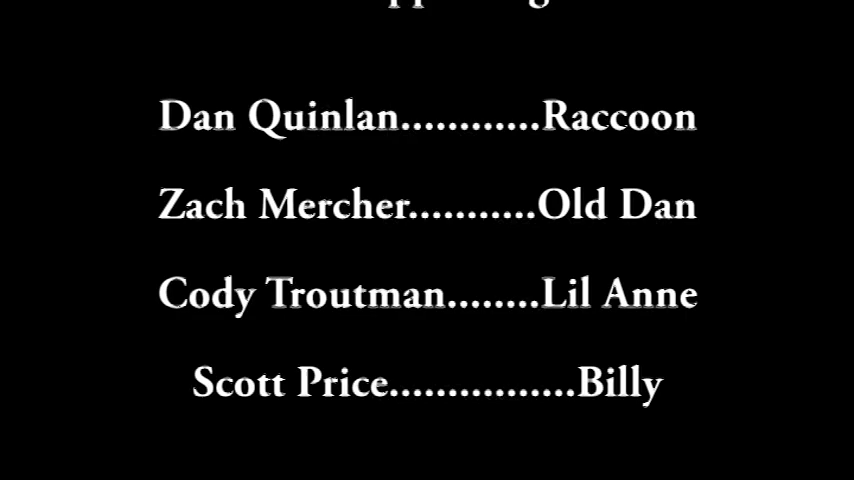 Dan Quinlan............Raccoon
Zach Mercher...........Old Dan
Cody Troutman........Lil Anne
Scott Price................Billy